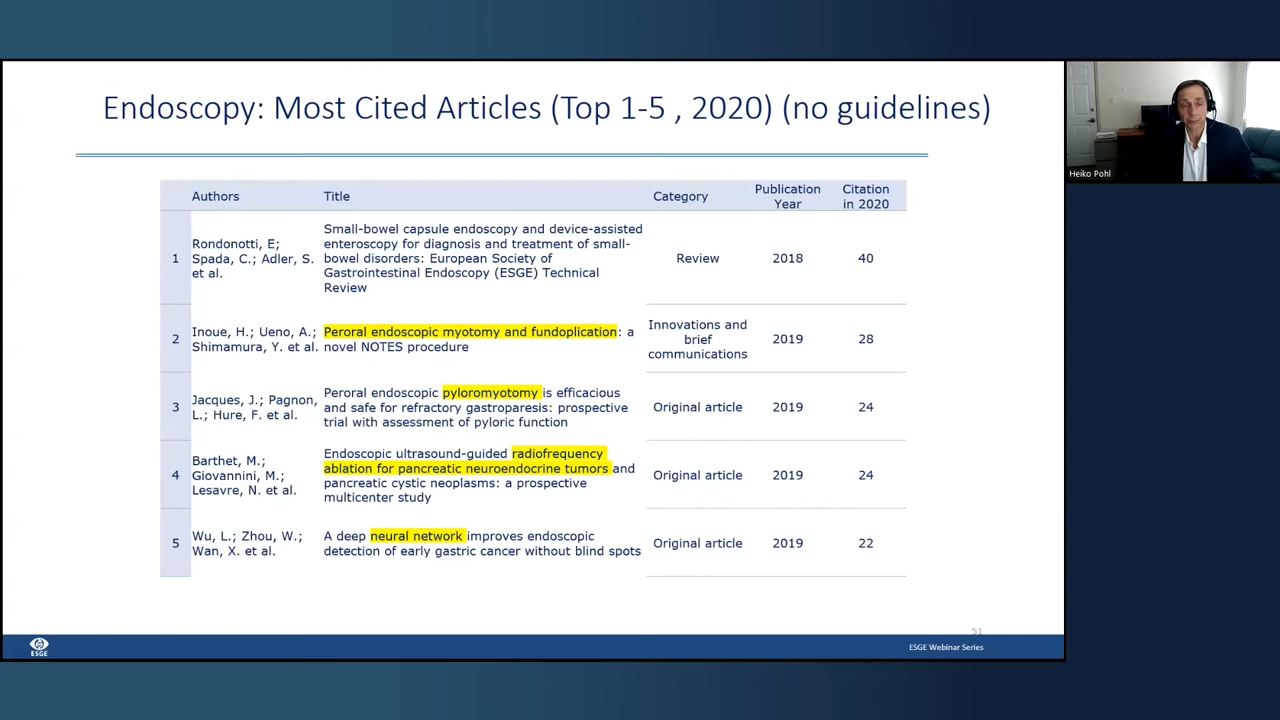 Endoscopy: Most Cited Articles (Top 1-5 , 2020) (no guidelines)
Heiko Pohl
Authors
Title
Category
Publication
Year
Citation
in 2020
1
Rondonotti, E;
Spada, C.; Adler, S.
et al.
Small-bowel capsule endoscopy and device-assisted
enteroscopy for diagnosis and treatment of small-
bowel disorders: European Society of
Gastrointestinal Endoscopy (ESGE) Technical
Review
Review
2018
40
2
Inoue, H.; Ueno, A.;
Shimamura, Y. et al.
Peroral endoscopic myotomy and fundoplication: a
novel NOTES procedure
Innovations and
brief
communications
2019
28
3
Jacques, J.; Pagnon,
L.; Hure, F. et al.
Peroral endoscopic pyloromyotomy is efficacious
and safe for refractory gastroparesis: prospective
trial with assessment of pyloric function
Original article
2019
24
4
Barthet, M.;
Giovannini, M.;
Lesavre, N. et al.
Endoscopic ultrasound-guided radiofrequency
ablation for pancreatic neuroendocrine tumors and
pancreatic cystic neoplasms: a prospective
multicenter study
Original article
2019
24
5
Wu, L.; Zhou, W.;
Wan, X. et al.
A deep neural network improves endoscopic
detection of early gastric cancer without blind spots
Original article
2019
22
51
ESGE
ESGE Webinar Series